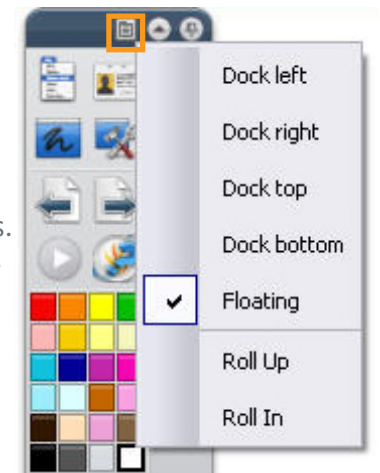 s.
Dock left
Dock right
Dock top
Dock bottom
Floating
Roll Up
Roll In